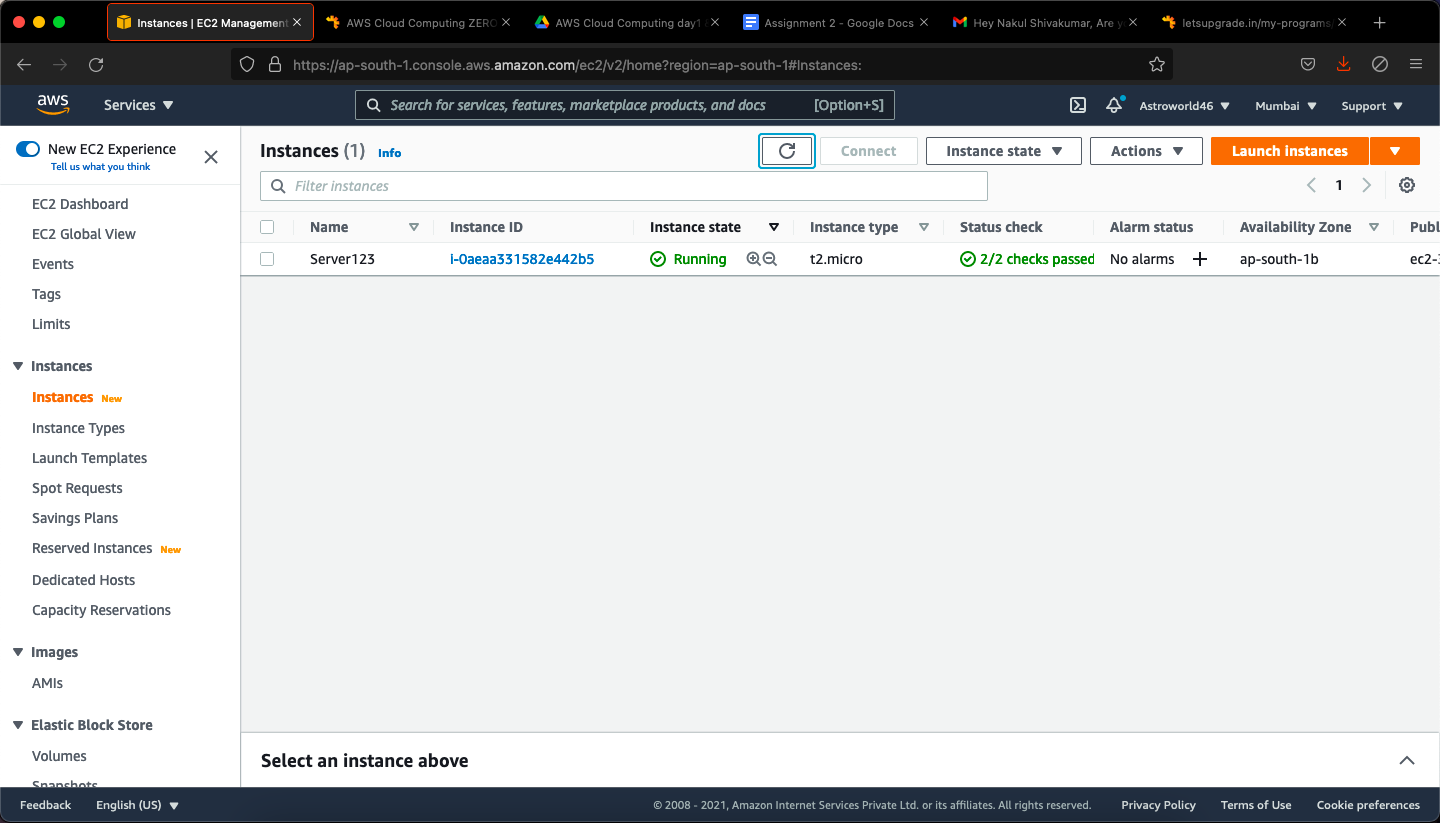 Instances | EC2 Management
AWS Cloud Computing ZERO
AWS Cloud Computing day1
Assignment 2 - Google Docs
Hey Nakul Shivakumar, Are
letsupgrade.in/my-programs
https://ap-south-1.console.aws.amazon.com/ec2/v2/home?region=ap-south-1#Instances:
aws
Services
Search for services, features, marketplace products, and docs
[Option+S]
Astroworld46
Mumbai
Support
New EC2 Experience
Tell us what you think
EC2 Dashboard
EC2 Global View
Events
Tags
Limits
Instances
Instances New
Instance Types
Launch Templates
Spot Requests
Savings Plans
Reserved Instances New
Dedicated Hosts
Capacity Reservations
Images
AMIs
Elastic Block Store
Volumes
Snapshots
Instances (1) Info
Connect
Instance state
Actions
Launch instances
Filter instances
1
Name Instance ID Instance state Instance type Status check Alarm status Availability Zone Publ
Server123 i-0aeaa331582e442b5 Running t2.micro 2/2 checks passed No alarms + ap-south-1b ec2-
Select an instance above
Feedback English (US) © 2008 - 2021, Amazon Internet Services Private Ltd. or its affiliates. All rights reserved. Privacy Policy Terms of Use Cookie preferences